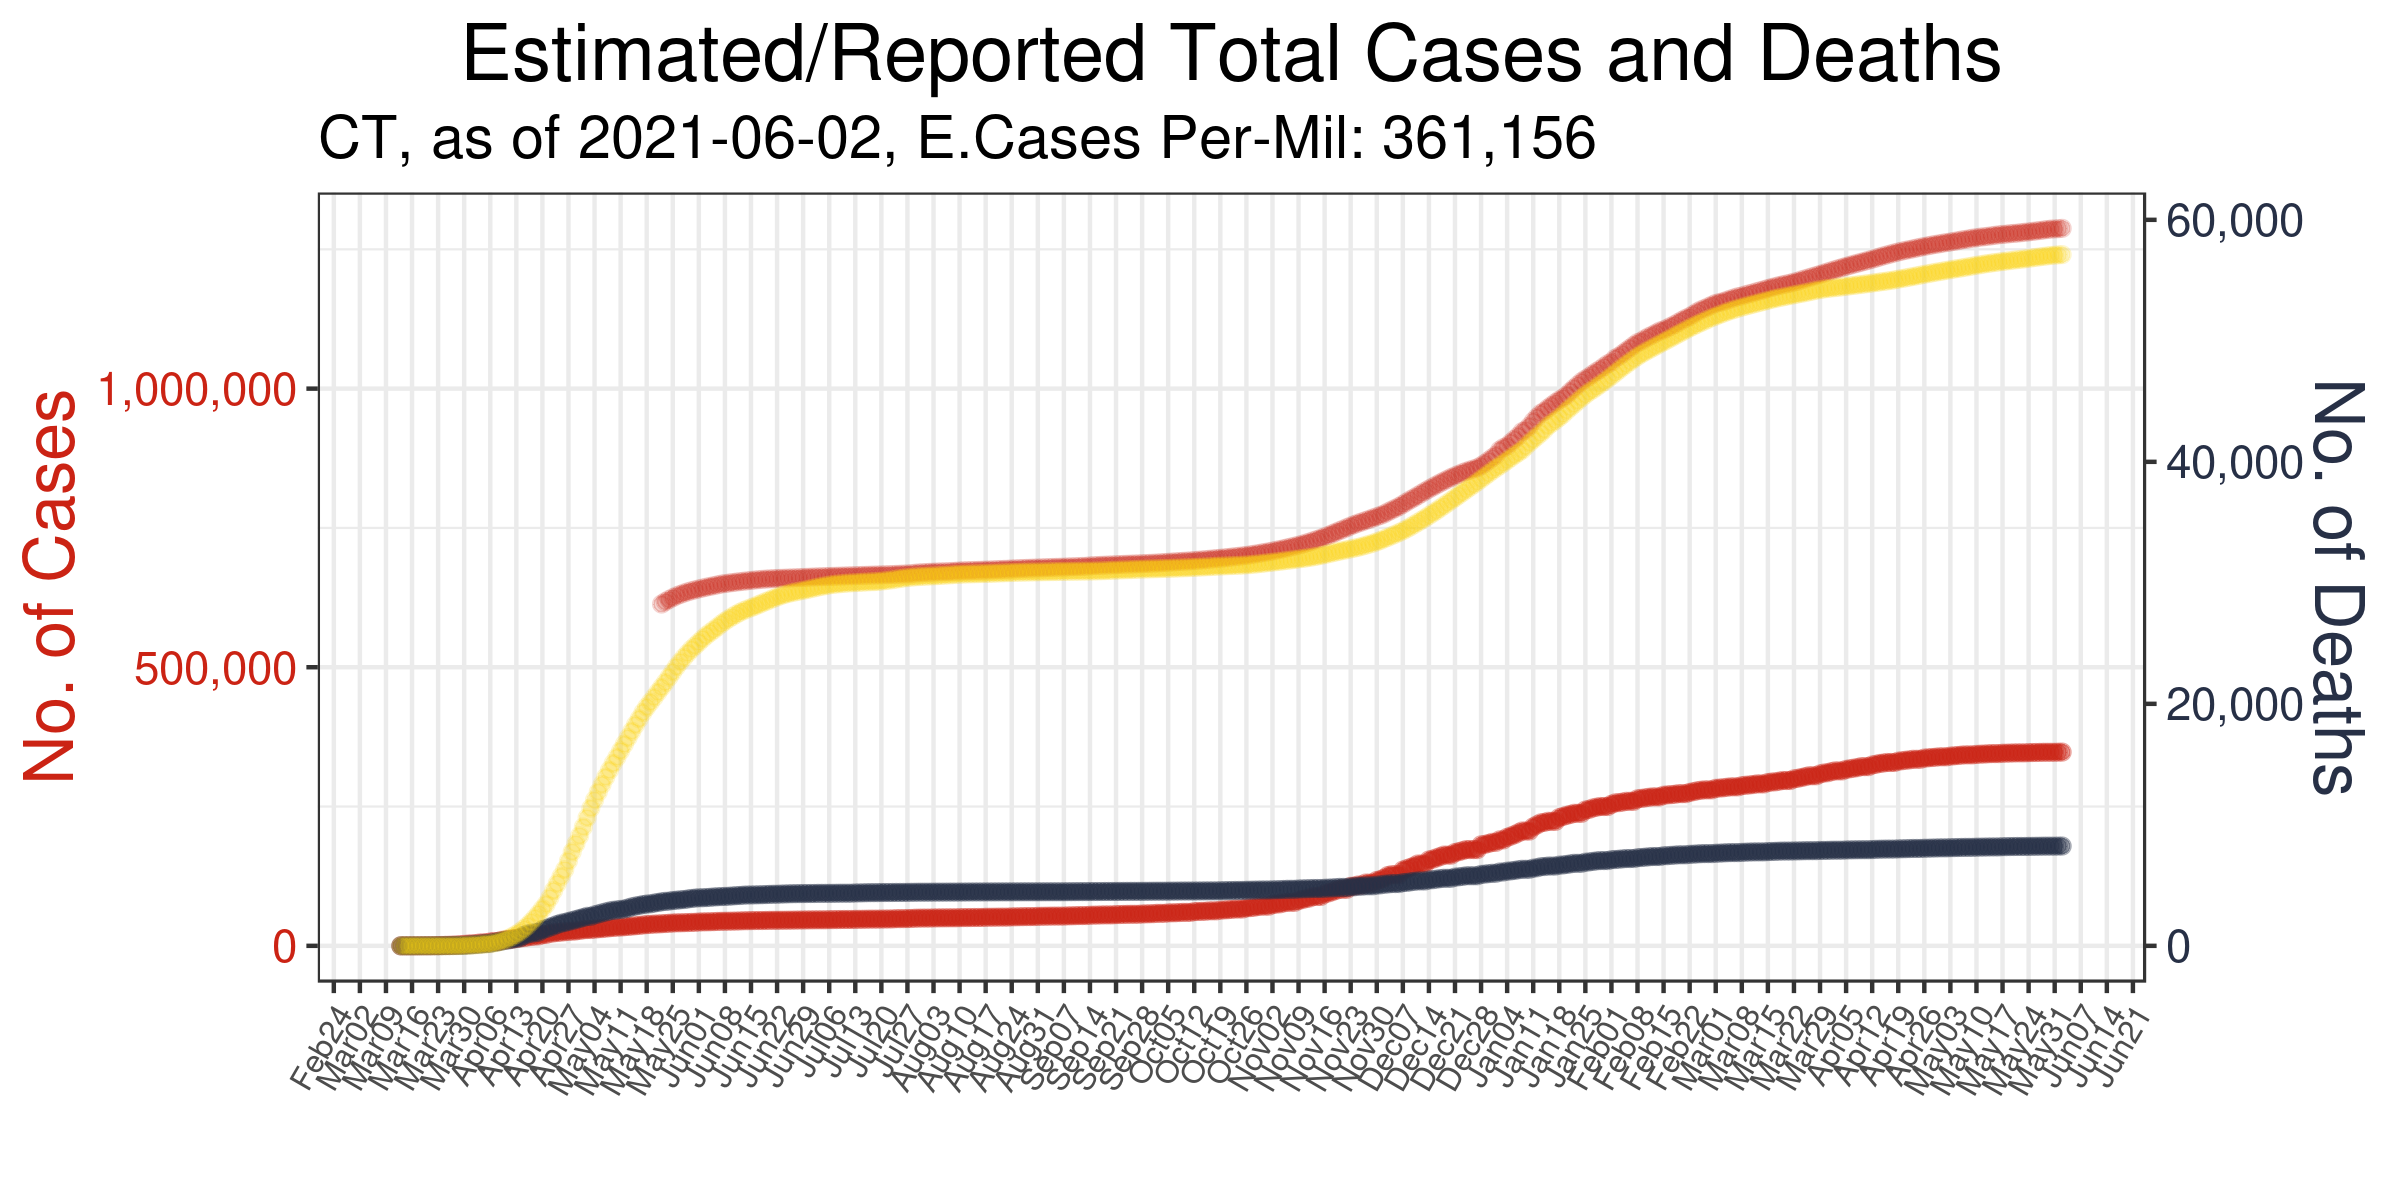 Estimated/Reported Total Cases and Deaths
CT, as of 2021-06-02, E.Cases Per-Mil: 361,156
No. of Cases
1,000,000
500,000
0
60,000
40,000
20,000
0
No. of Deaths
Feb24
Mar02
Mar09
Mar16
Mar23
Mar30
Apr06
Apr13
Apr20
Apr27
May04
May11
May18
May25
Jun01
Jun08
Jun15
Jun22
Jun29
Jul06
Jul13
Jul20
Jul27
Aug03
Aug10
Aug17
Aug24
Aug31
Sep07
Sep14
Sep21
Sep28
Oct05
Oct12
Oct19
Oct26
Nov02
Nov09
Nov16
Nov23
Nov30
Dec07
Dec14
Dec21
Dec28
Jan04
Jan11
Jan18
Jan25
Feb01
Feb08
Feb15
Feb22
Mar01
Mar08
Mar15
Mar22
Mar29
Apr05
Apr12
Apr19
Apr26
May03
May10
May17
May24
May31
Jun07
Jun14
Jun21